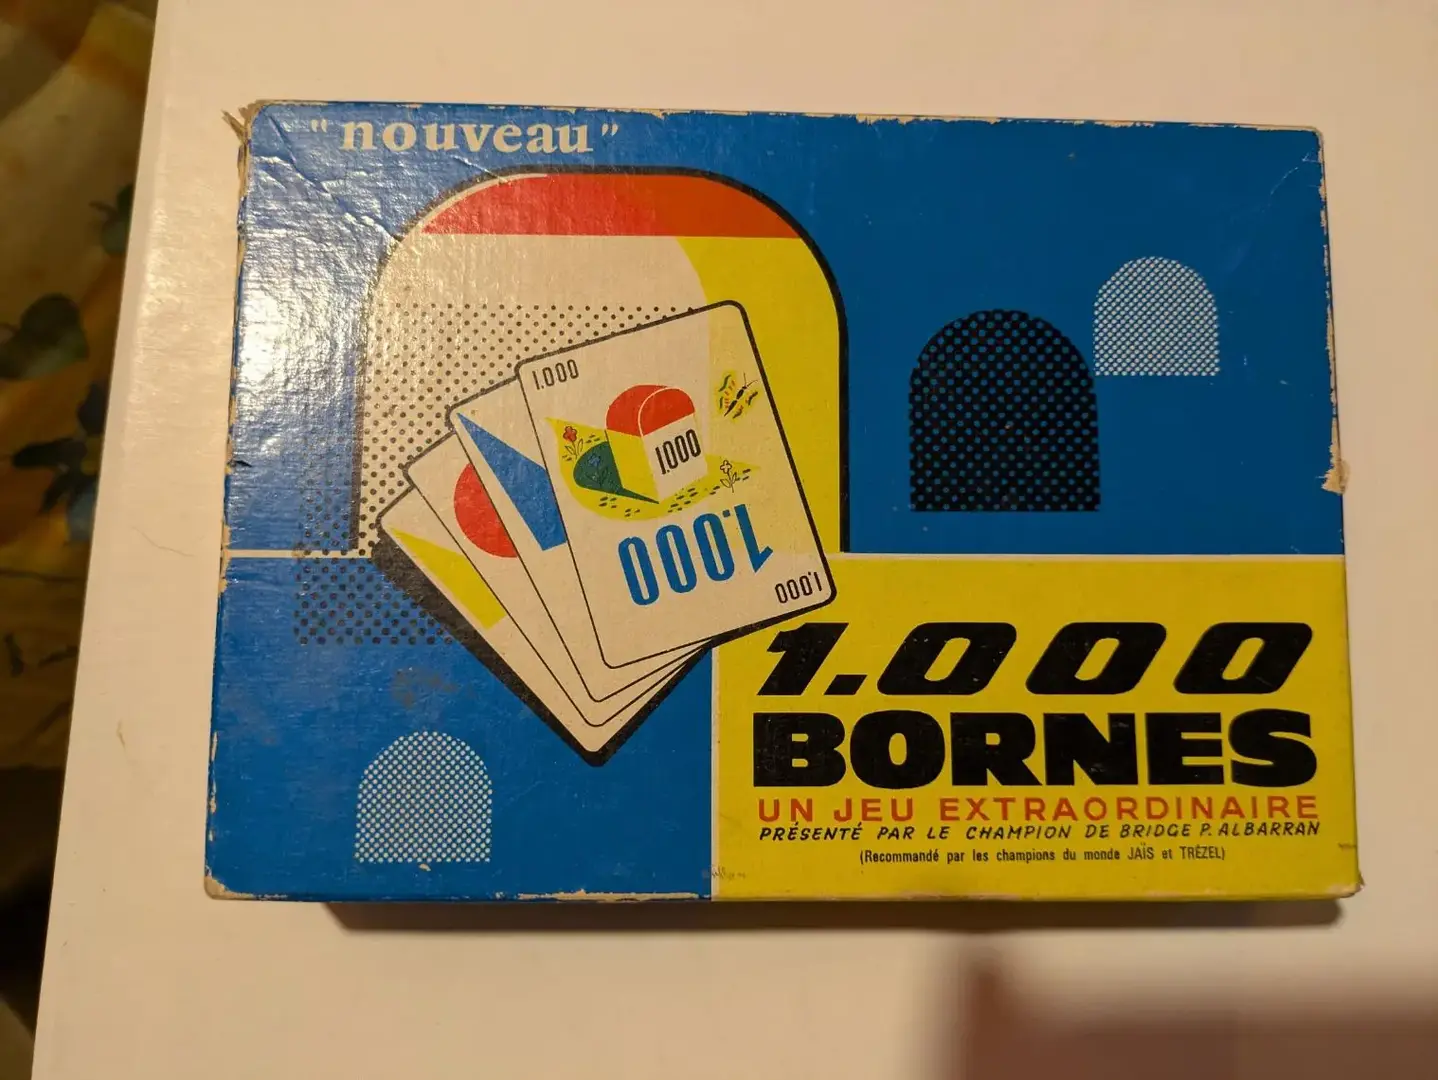 "nouveau"
1.000
1.000
1.000
1.000
1.000
BORNES
UN JEU EXTRAORDINAIRE
PRÉSENTÉ PAR LE CHAMPION DE BRIDGE P. ALBARRAN
(Recommandé par les champions du monde JAÏS et TRÉZEL)